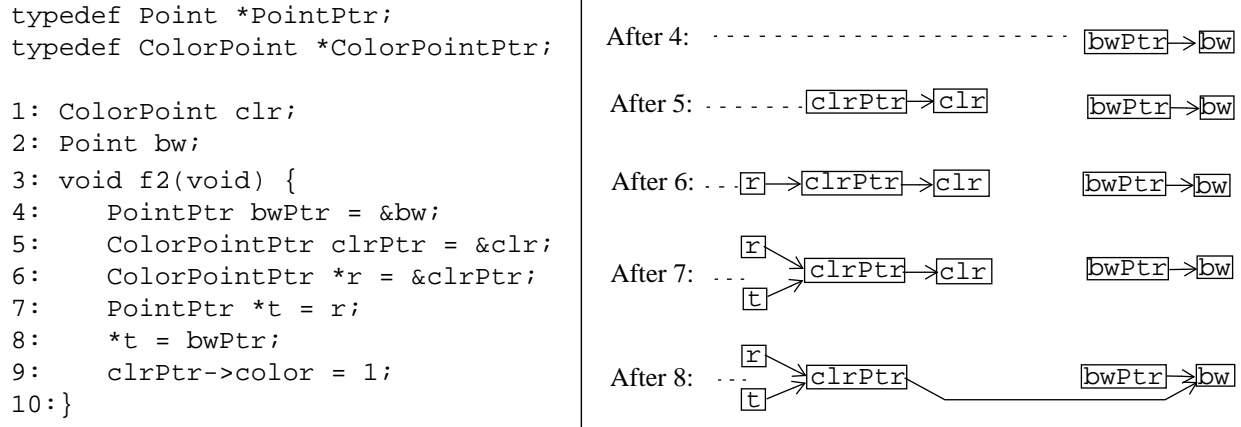 typedef Point *PointPtr;
typedef ColorPoint *ColorPointPtr;
1: ColorPoint clr;
2: Point bw;
3: void f2(void) {
4:    PointPtr bwPtr = &bw;
5:    ColorPointPtr clrPtr = &clr;
6:    ColorPointPtr *r = &clrPtr;
7:    PointPtr *t = r;
8:    *t = bwPtr;
9:    clrPtr->color = 1;
10:}
After 4: bwPtr bw
After 5: clrPtr clr bwPtr bw
After 6: r clrPtr clr bwPtr bw
r
After 7: clrPtr clr bwPtr bw
t
r
After 8: clrPtr bwPtr bw
t